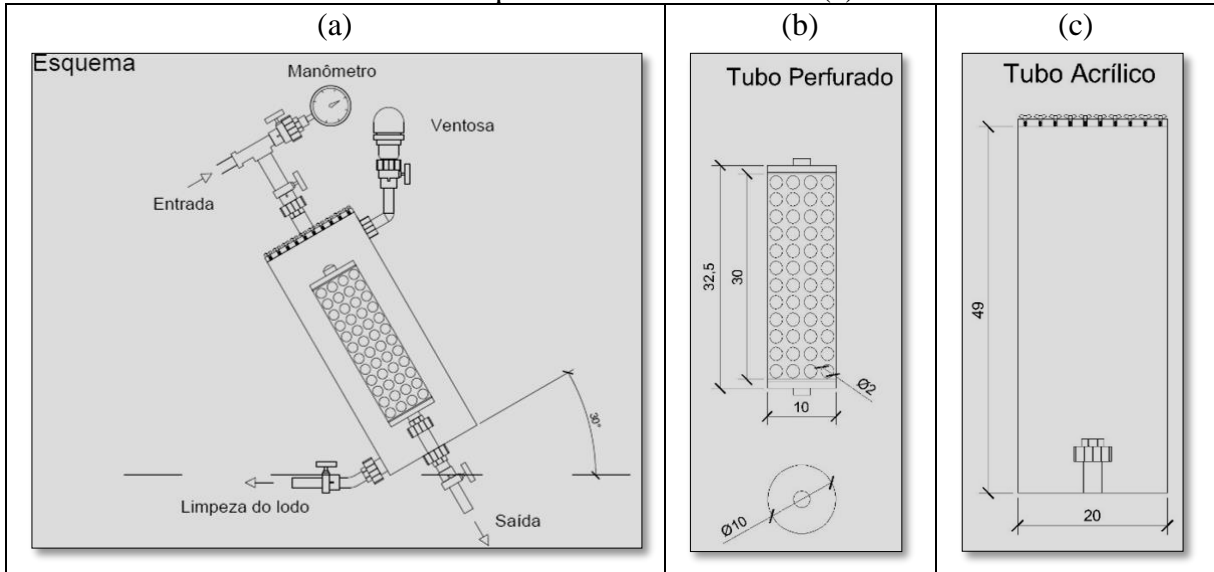 (a)
Esquema
Manômetro
Ventosa
Entrada
30°
Limpeza do lodo
Saída
(b)
Tubo Perfurado
32,5
30
Ø2
10
Ø10
(c)
Tubo Acrílico
49
20